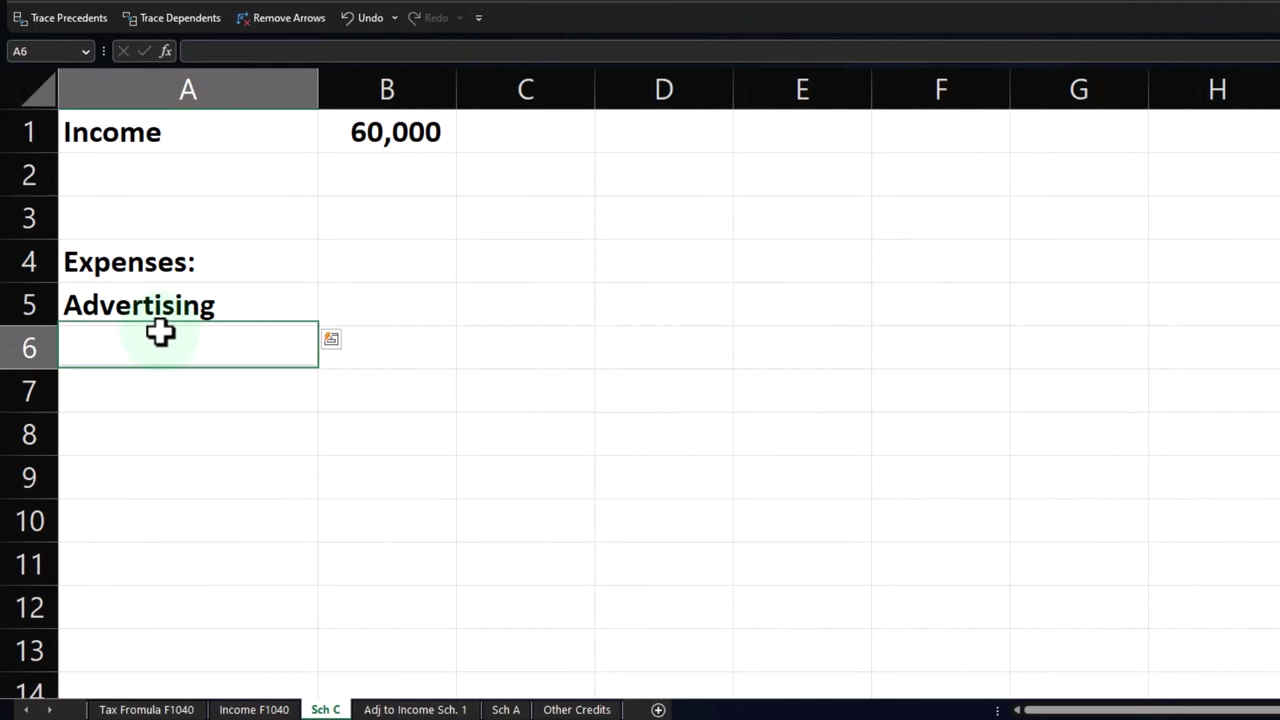 Trace Precedents Trace Dependents Remove Arrows Undo Redo
A6 fx
A B C D E F G H
1 Income 60,000
2
3
4 Expenses:
5 Advertising
6
7
8
9
10
11
12
13
14
Tax Fromula F1040 Income F1040 Sch C Adj to Income Sch. 1 Sch A Other Credits